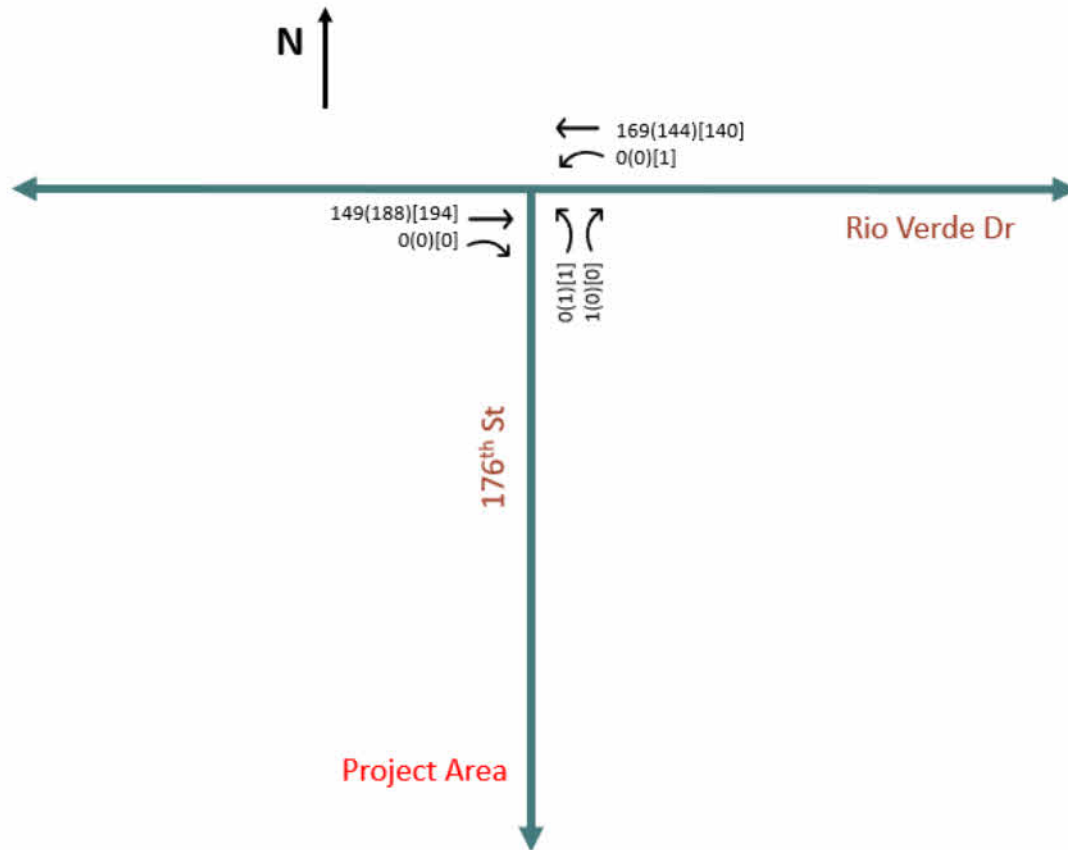 N
169(144)[140]
0(0)[1]
149(188)[194]
0(0)[0]
Rio Verde Dr
0(1)[1]
1(0)[0]
176th St
Project Area